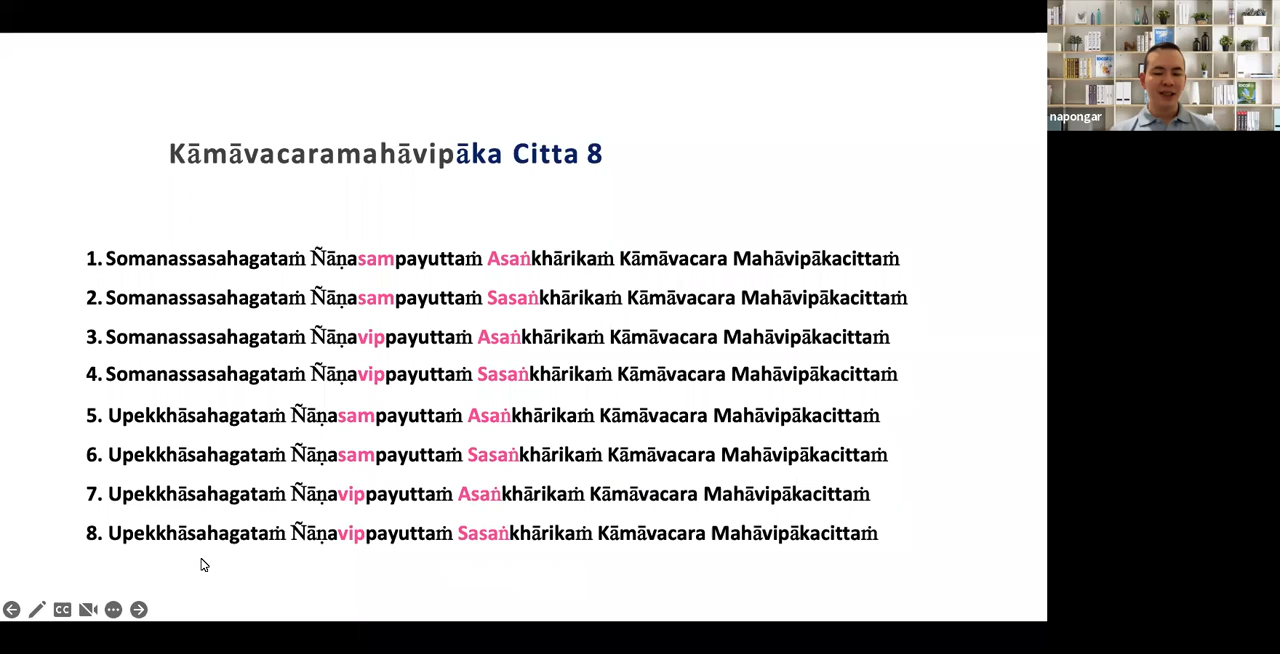 Kāmāvacaramahāvipāka Citta 8
1. Somanassasahagataṁ Ñāṇasampayuttaṁ Asaṅkhārikaṁ Kāmāvacara Mahāvipākacittaṁ
2. Somanassasahagataṁ Ñāṇasampayuttaṁ Sasaṅkhārikaṁ Kāmāvacara Mahāvipākacittaṁ
3. Somanassasahagataṁ Ñāṇavippayuttaṁ Asaṅkhārikaṁ Kāmāvacara Mahāvipākacittaṁ
4. Somanassasahagataṁ Ñāṇavippayuttaṁ Sasaṅkhārikaṁ Kāmāvacara Mahāvipākacittaṁ
5. Upekkhāsahagataṁ Ñāṇasampayuttaṁ Asaṅkhārikaṁ Kāmāvacara Mahāvipākacittaṁ
6. Upekkhāsahagataṁ Ñāṇasampayuttaṁ Sasaṅkhārikaṁ Kāmāvacara Mahāvipākacittaṁ
7. Upekkhāsahagataṁ Ñāṇavippayuttaṁ Asaṅkhārikaṁ Kāmāvacara Mahāvipākacittaṁ
8. Upekkhāsahagataṁ Ñāṇavippayuttaṁ Sasaṅkhārikaṁ Kāmāvacara Mahāvipākacittaṁ
CC
napongar